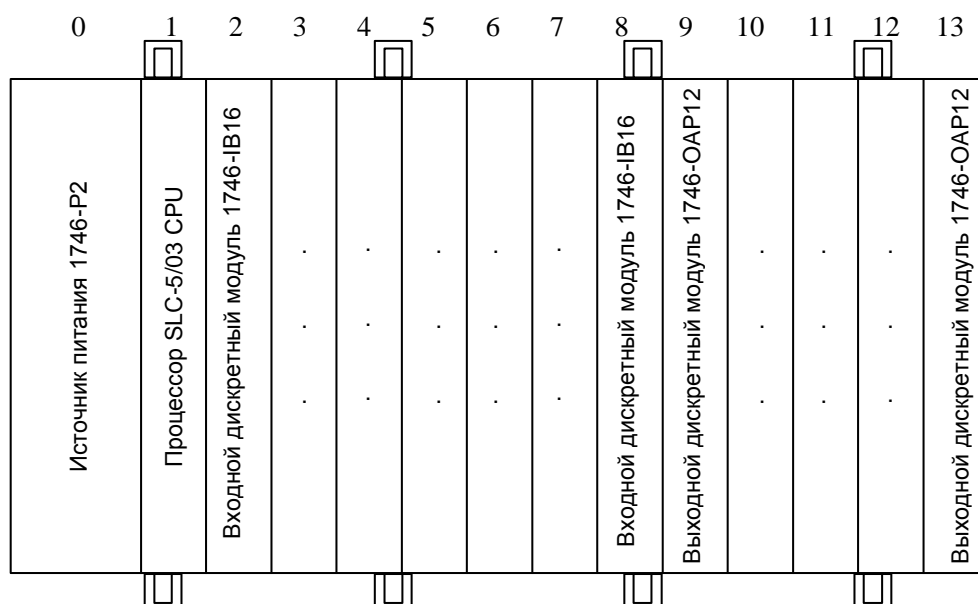 0 1 2 3 4 5 6 7 8 9 10 11 12 13
Источник питания 1746-P2
Процессор SLC-5/03 CPU
Входной дискретный модуль 1746-IB16
Входной дискретный модуль 1746-IB16
Выходной дискретный модуль 1746-OAP12
Выходной дискретный модуль 1746-OAP12